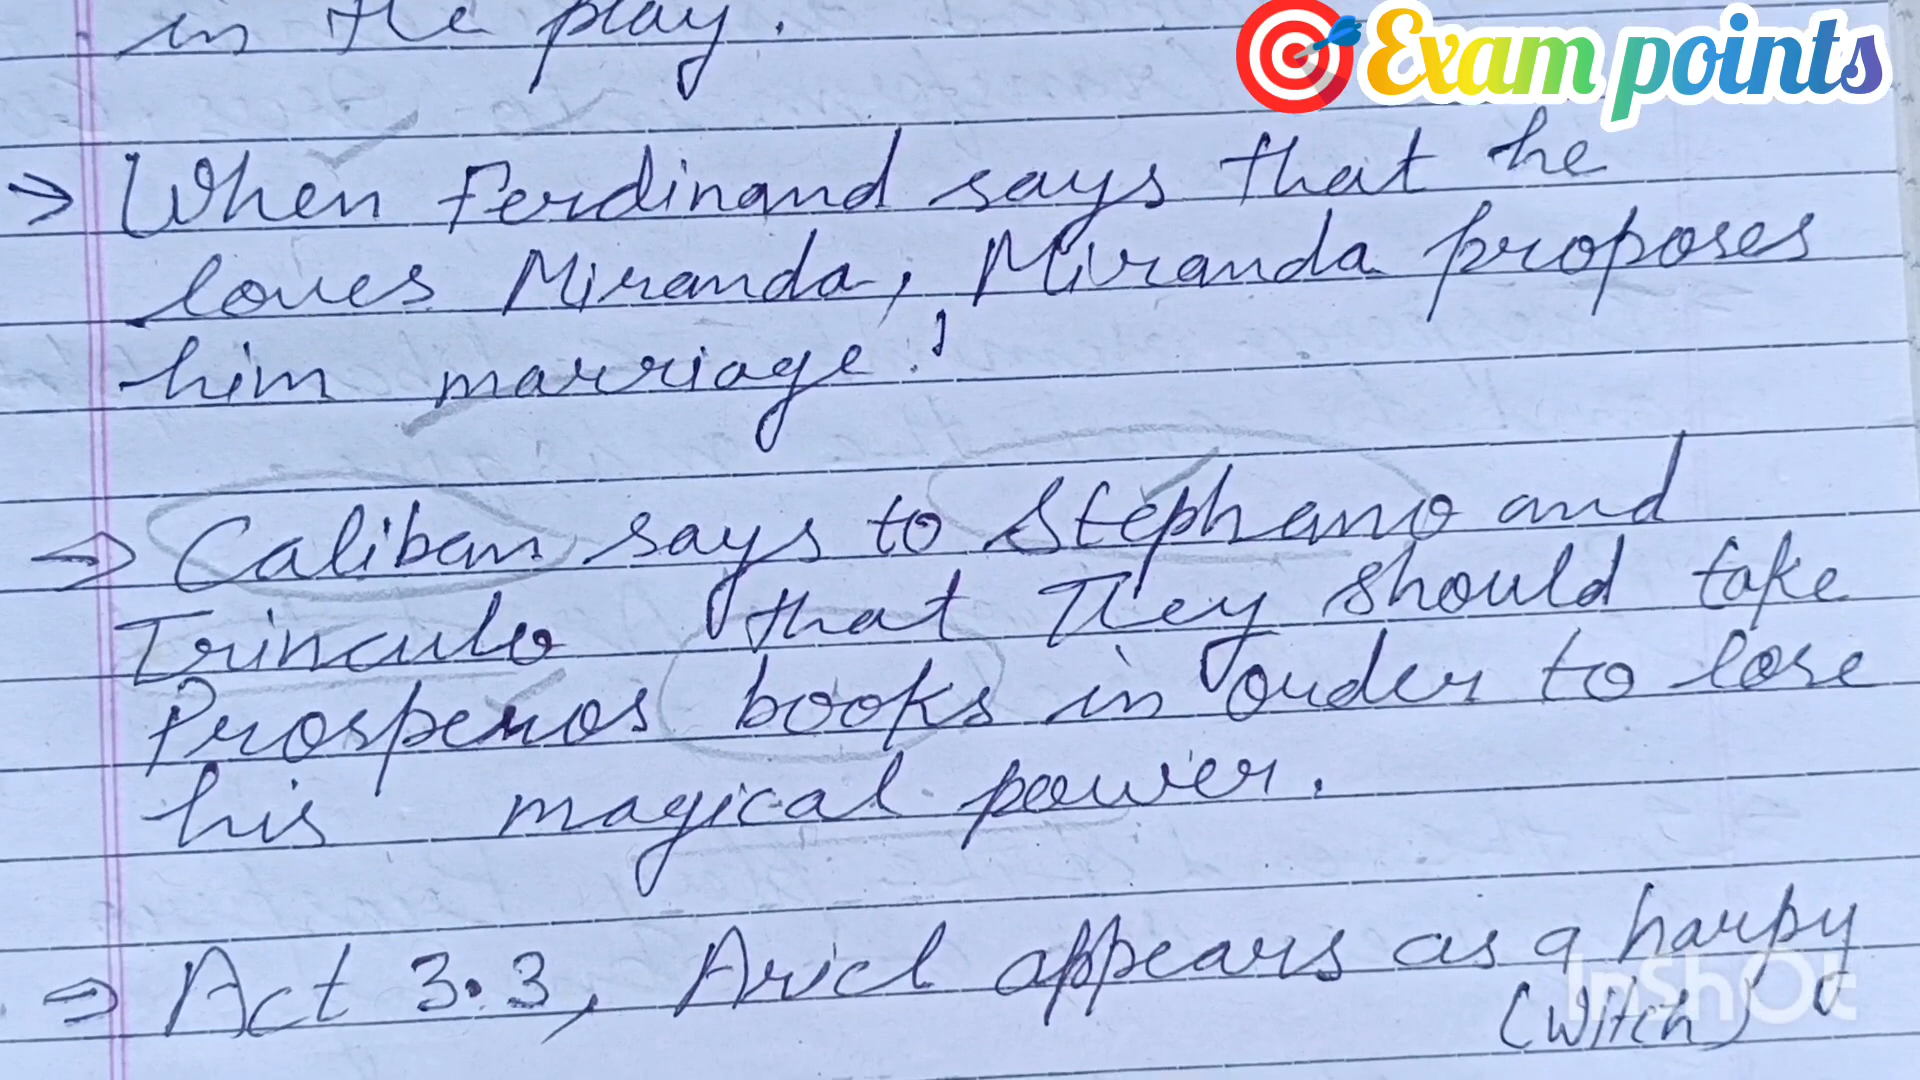 in the play.
Exam points
→ When Ferdinand says that he
loves Miranda, Miranda proposes
him marriage.
⇒ Caliban says to Stephano and
Trinculo that They should take
Prosperos books in order to lose
his magical power.
⇒ Act 3.3, Ariel appears as a harpy
(Witch)
InShOt